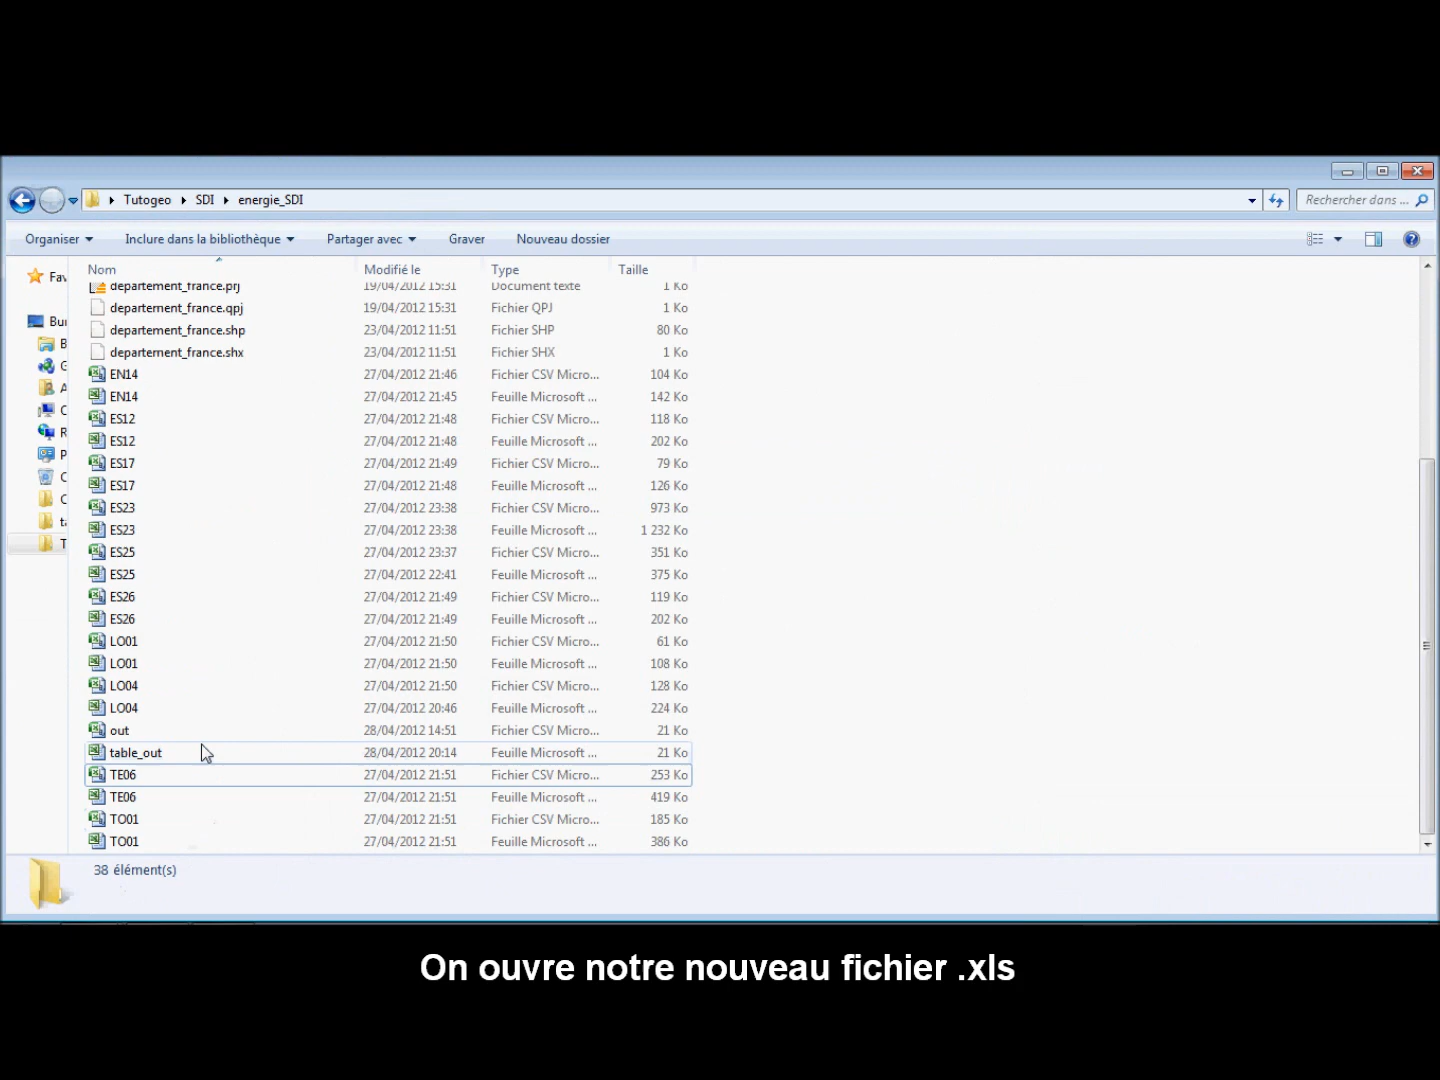 Tutogeo SDI energie_SDI
Rechercher dans ...
Organiser Inclure dans la bibliothèque Partager avec Graver Nouveau dossier
Nom Modifié le Type Taille
Fav
Bur
B
G
A
C
R
P
C
C
ta
T
departement_france.prj 19/04/2012 15:31 Document texte 1 Ko
departement_france.qpj 19/04/2012 15:31 Fichier QPJ 1 Ko
departement_france.shp 23/04/2012 11:51 Fichier SHP 80 Ko
departement_france.shx 23/04/2012 11:51 Fichier SHX 1 Ko
EN14 27/04/2012 21:46 Fichier CSV Micro... 104 Ko
EN14 27/04/2012 21:45 Feuille Microsoft ... 142 Ko
ES12 27/04/2012 21:48 Fichier CSV Micro... 118 Ko
ES12 27/04/2012 21:48 Feuille Microsoft ... 202 Ko
ES17 27/04/2012 21:49 Fichier CSV Micro... 79 Ko
ES17 27/04/2012 21:48 Feuille Microsoft ... 126 Ko
ES23 27/04/2012 23:38 Fichier CSV Micro... 973 Ko
ES23 27/04/2012 23:38 Feuille Microsoft ... 1 232 Ko
ES25 27/04/2012 23:37 Fichier CSV Micro... 351 Ko
ES25 27/04/2012 22:41 Feuille Microsoft ... 375 Ko
ES26 27/04/2012 21:49 Fichier CSV Micro... 119 Ko
ES26 27/04/2012 21:49 Feuille Microsoft ... 202 Ko
LO01 27/04/2012 21:50 Fichier CSV Micro... 61 Ko
LO01 27/04/2012 21:50 Feuille Microsoft ... 108 Ko
LO04 27/04/2012 21:50 Fichier CSV Micro... 128 Ko
LO04 27/04/2012 20:46 Feuille Microsoft ... 224 Ko
out 28/04/2012 14:51 Fichier CSV Micro... 21 Ko
table_out 28/04/2012 20:14 Feuille Microsoft ... 21 Ko
TE06 27/04/2012 21:51 Fichier CSV Micro... 253 Ko
TE06 27/04/2012 21:51 Feuille Microsoft ... 419 Ko
TO01 27/04/2012 21:51 Fichier CSV Micro... 185 Ko
TO01 27/04/2012 21:51 Feuille Microsoft ... 386 Ko
38 élément(s)
On ouvre notre nouveau fichier .xls